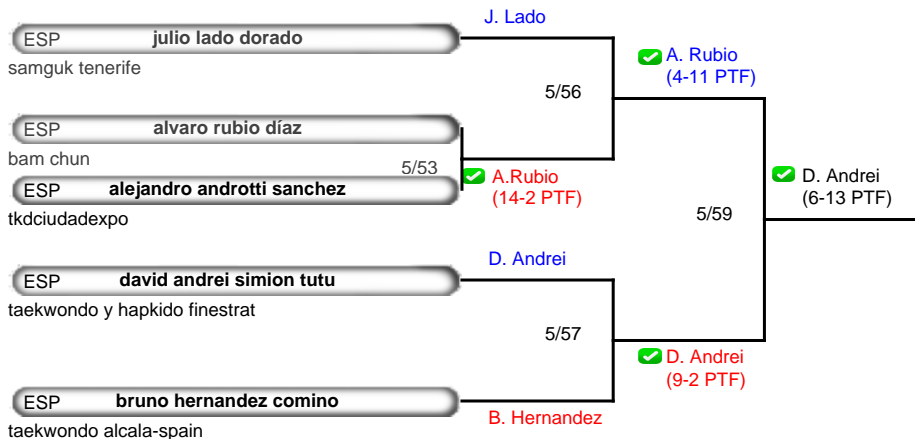 J. Lado
ESP julio lado dorado
samguk tenerife
A. Rubio
(4-11 PTF)
5/56
ESP alvaro rubio díaz
bam chun
5/53
A.Rubio
(14-2 PTF)
ESP alejandro androtti sanchez
tkdciudadexpo
D. Andrei
(6-13 PTF)
5/59
D. Andrei
ESP david andrei simion tutu
taekwondo y hapkido finestrat
5/57
D. Andrei
(9-2 PTF)
ESP bruno hernandez comino
B. Hernandez
taekwondo alcala-spain